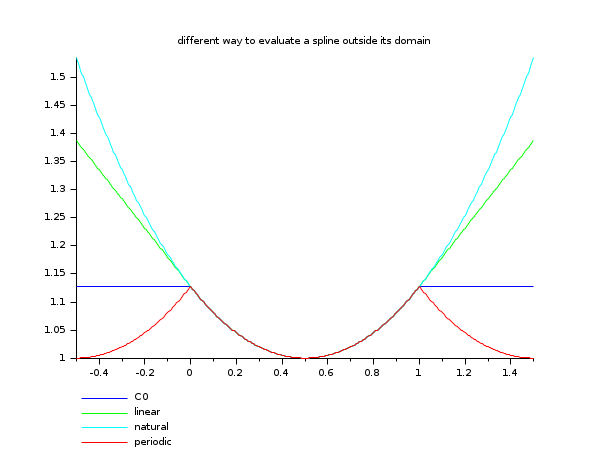 different way to evaluate a spline outside its domain
1.5
1.45
1.4
1.35
1.3
1.25
1.2
1.15
1.1
1.05
1
-0.4 -0.2 0 0.2 0.4 0.6 0.8 1 1.2 1.4
C0
linear
natural
periodic